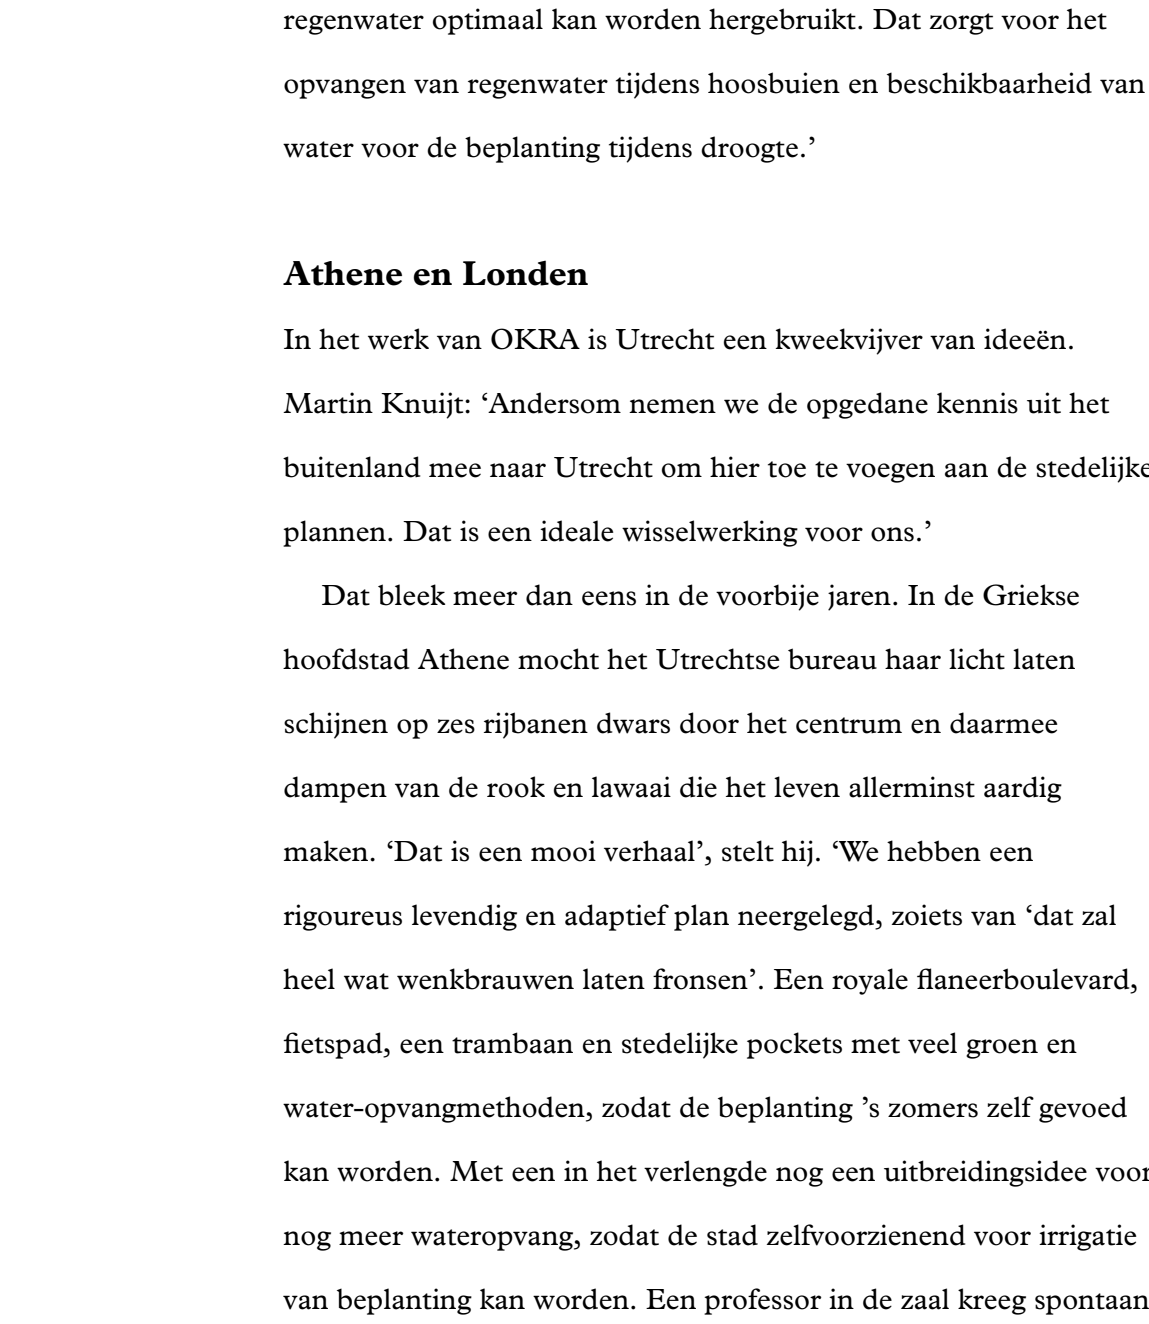 regenwater optimaal kan worden hergebruikt. Dat zorgt voor het
opvangen van regenwater tijdens hoosbuien en beschikbaarheid van
water voor de beplanting tijdens droogte.’
Athene en Londen
In het werk van OKRA is Utrecht een kweekvijver van ideeën.
Martin Knuijt: ‘Andersom nemen we de opgedane kennis uit het
buitenland mee naar Utrecht om hier toe te voegen aan de stedelijke
plannen. Dat is een ideale wisselwerking voor ons.’
Dat bleek meer dan eens in de voorbije jaren. In de Griekse
hoofdstad Athene mocht het Utrechtse bureau haar licht laten
schijnen op zes rijbanen dwars door het centrum en daarmee
dampen van de rook en lawaai die het leven allerminst aardig
maken. ‘Dat is een mooi verhaal’, stelt hij. ‘We hebben een
rigoureus levendig en adaptief plan neergelegd, zoiets van ‘dat zal
heel wat wenkbrauwen laten fronsen’. Een royale flaneerboulevard,
fietspad, een trambaan en stedelijke pockets met veel groen en
water-opvangmethoden, zodat de beplanting ’s zomers zelf gevoed
kan worden. Met een in het verlengde nog een uitbreidingsidee voor
nog meer wateropvang, zodat de stad zelfvoorzienend voor irrigatie
van beplanting kan worden. Een professor in de zaal kreeg spontaan